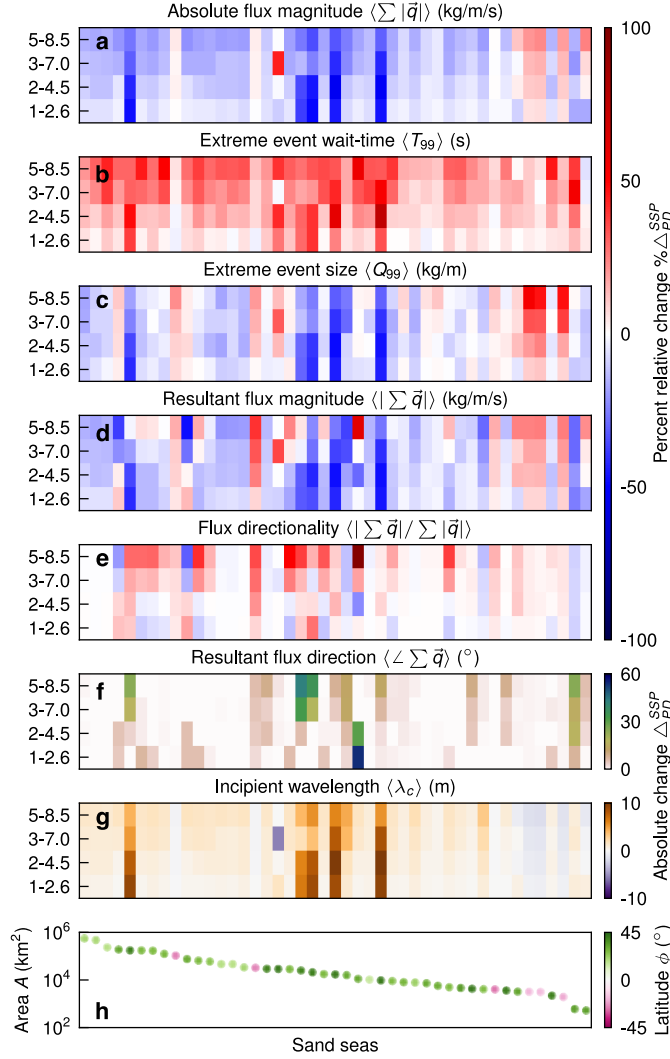 Absolute flux magnitude ⟨∑ |q⃗|⟩ (kg/m/s)
a
5-8.5
3-7.0
2-4.5
1-2.6
Extreme event wait-time ⟨T₉₉⟩ (s)
b
5-8.5
3-7.0
2-4.5
1-2.6
Extreme event size ⟨Q₉₉⟩ (kg/m)
c
5-8.5
3-7.0
2-4.5
1-2.6
Resultant flux magnitude ⟨| ∑ q⃗|⟩ (kg/m/s)
d
5-8.5
3-7.0
2-4.5
1-2.6
Flux directionality ⟨| ∑ q⃗|/ ∑ |q⃗|⟩
e
5-8.5
3-7.0
2-4.5
1-2.6
100
50
0
-50
-100
Percent relative change %△^{SSP}_{PD}
Resultant flux direction ⟨∠ ∑ q⃗⟩ (°)
f
5-8.5
3-7.0
2-4.5
1-2.6
60
30
0
Absolute change △^{SSP}_{PD}
Incipient wavelength ⟨λ_c⟩ (m)
g
5-8.5
3-7.0
2-4.5
1-2.6
10
0
-10
h
Area A (km²)
10⁶
10⁴
10²
Sand seas
45
0
-45
Latitude ϕ (°)